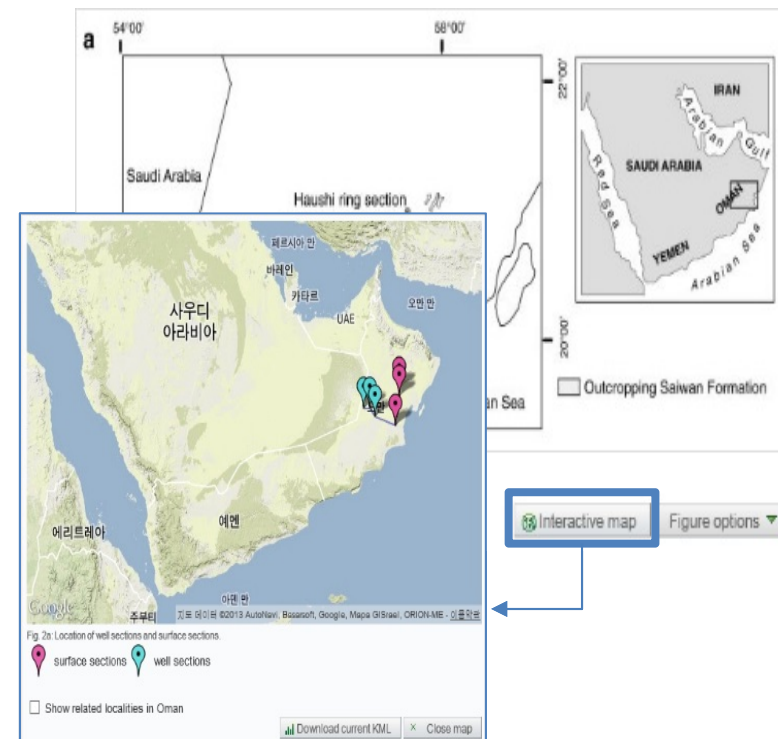 a
54°00'
58°00'
22°00'
Saudi Arabia
Haushi ring section
20°00'
an Sea
IRAN
Arabian Gulf
SAUDI ARABIA
Red Sea
OMAN
YEMEN
Arabian Sea
Outcropping Saiwan Formation
페르시아 만
바레인
카타르
오만 만
UAE
사우디
아라비아
예멘
에리트레아
아덴 만
주부티
Google
지도 데이터 ©2013 AutoNavi, Basarsoft, Google, Mapa GISrael, ORION-ME - 이용약관
Fig. 2a: Location of well sections and surface sections.
surface sections
well sections
Show related localities in Oman
Download current KML
× Close map
Interactive map
Figure options